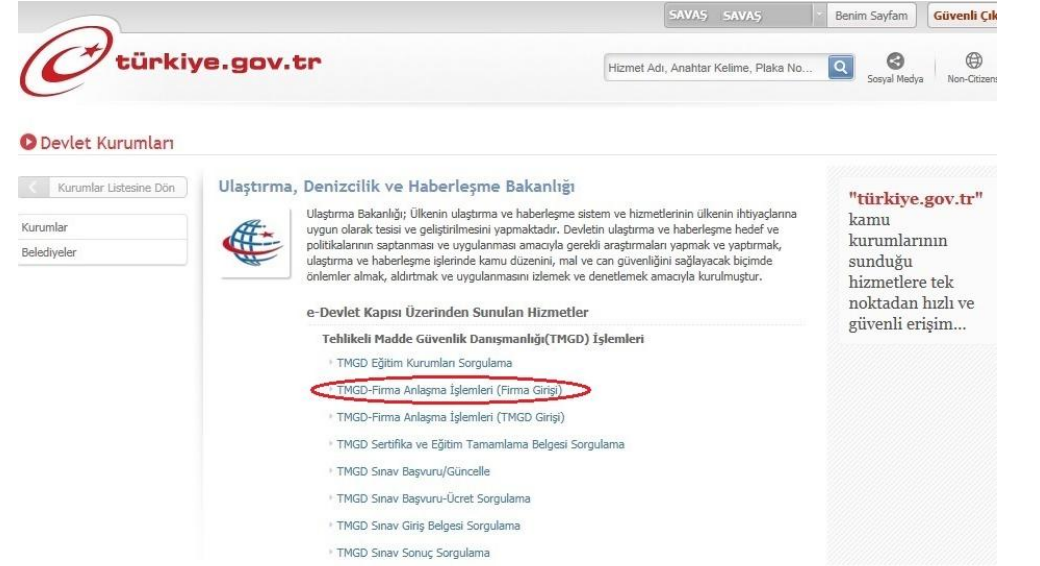 SAVAŞ SAVAŞ
Benim Sayfam
Güvenli Çık
türkiye.gov.tr
Hizmet Adı, Anahtar Kelime, Plaka No...
Sosyal Medya
Non-Citizens
Devlet Kurumları
Kurumlar Listesine Dön
Kurumlar
Belediyeler
Ulaştırma, Denizcilik ve Haberleşme Bakanlığı
Ulaştırma Bakanlığı; Ülkenin ulaştırma ve haberleşme sistem ve hizmetlerinin ülkenin ihtiyaçlarına
uygun olarak tesisi ve geliştirilmesini yapmaktadır. Devletin ulaştırma ve haberleşme hedef ve
politikalarının saptanması ve uygulanması amacıyla gerekli araştırmaları yapmak ve yaptırmak,
ulaştırma ve haberleşme işlerinde kamu düzenini, mal ve can güvenliğini sağlayacak biçimde
önlemler almak, aldırtmak ve uygulanmasını izlemek ve denetlemek amacıyla kurulmuştur.
e-Devlet Kapısı Üzerinden Sunulan Hizmetler
Tehlikeli Madde Güvenlik Danışmanlığı(TMGD) İşlemleri
TMGD Eğitim Kurumları Sorgulama
TMGD-Firma Anlaşma İşlemleri (Firma Girişi)
TMGD-Firma Anlaşma İşlemleri (TMGD Girişi)
TMGD Sertifika ve Eğitim Tamamlama Belgesi Sorgulama
TMGD Sınav Başvuru/Güncelle
TMGD Sınav Başvuru-Ücret Sorgulama
TMGD Sınav Giriş Belgesi Sorgulama
TMGD Sınav Sonuç Sorgulama
"türkiye.gov.tr"
kamu
kurumlarının
sunduğu
hizmetlere tek
noktadan hızlı ve
güvenli erişim...